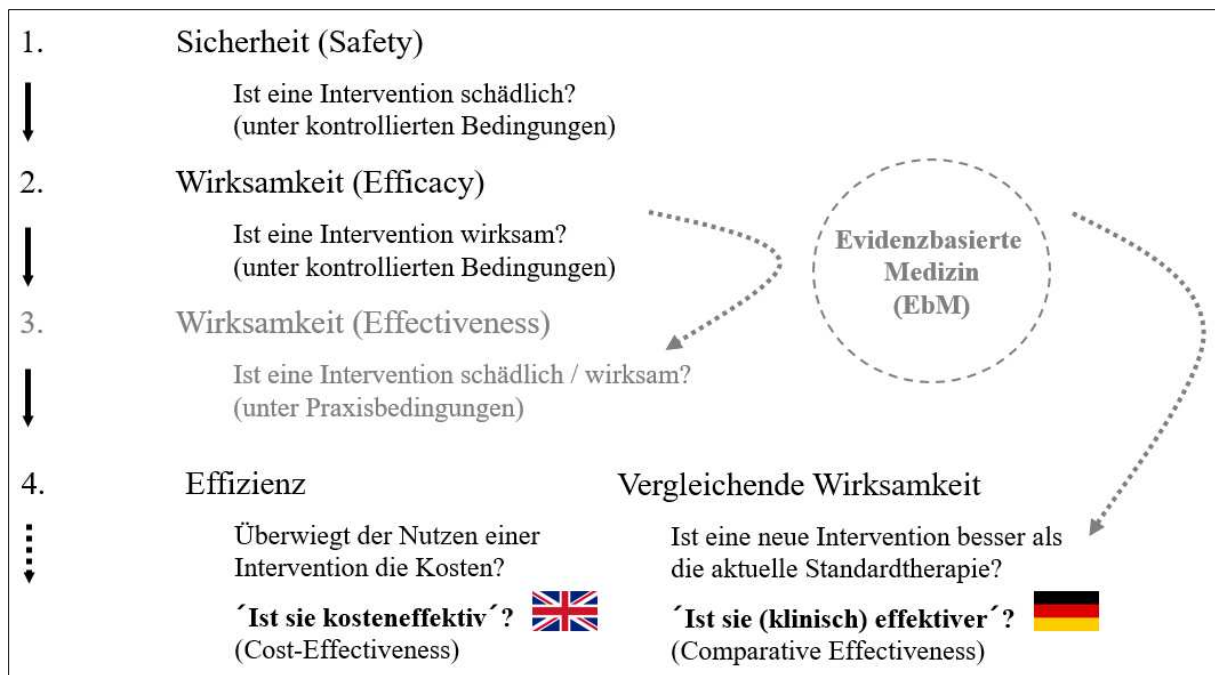 1. Sicherheit (Safety)
Ist eine Intervention schädlich?
(unter kontrollierten Bedingungen)
2. Wirksamkeit (Efficacy)
Ist eine Intervention wirksam?
(unter kontrollierten Bedingungen)
Evidenzbasierte
Medizin
(EbM)
3. Wirksamkeit (Effectiveness)
Ist eine Intervention schädlich / wirksam?
(unter Praxisbedingungen)
4. Effizienz
Überwiegt der Nutzen einer
Intervention die Kosten?
´Ist sie kosteneffektiv´?
(Cost-Effectiveness)
Vergleichende Wirksamkeit
Ist eine neue Intervention besser als
die aktuelle Standardtherapie?
´Ist sie (klinisch) effektiver´?
(Comparative Effectiveness)